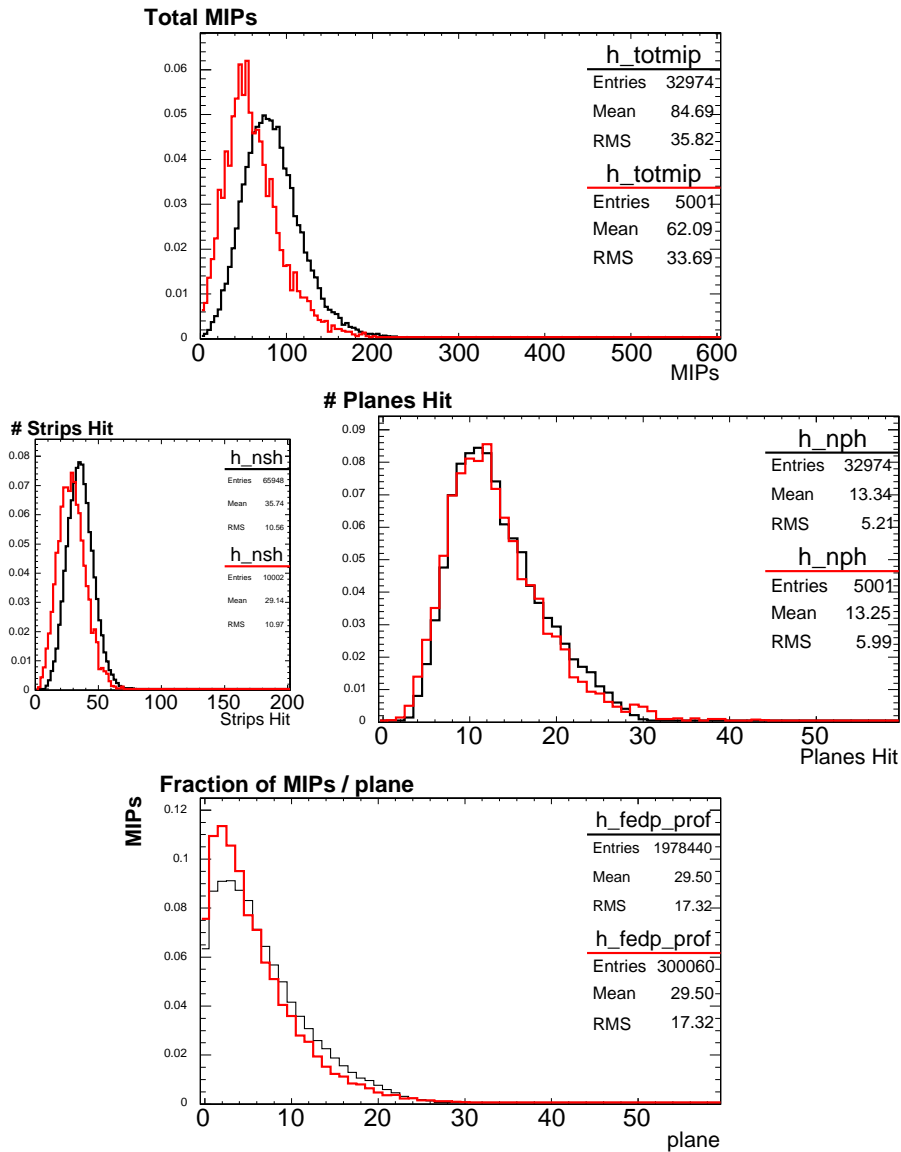 Total MIPs
0.06
0.05
0.04
0.03
0.02
0.01
0
0 100 200 300 400 500 600
MIPs
h_totmip
Entries 32974
Mean 84.69
RMS 35.82
h_totmip
Entries 5001
Mean 62.09
RMS 33.69
# Strips Hit
0.08
0.07
0.06
0.05
0.04
0.03
0.02
0.01
0
0 50 100 150 200
Strips Hit
h_nsh
Entries 65948
Mean 35.74
RMS 10.56
h_nsh
Entries 10002
Mean 29.14
RMS 10.97
# Planes Hit
0.09
0.08
0.07
0.06
0.05
0.04
0.03
0.02
0.01
0
0 10 20 30 40 50
Planes Hit
h_nph
Entries 32974
Mean 13.34
RMS 5.21
h_nph
Entries 5001
Mean 13.25
RMS 5.99
Fraction of MIPs / plane
MIPs
0.12
0.1
0.08
0.06
0.04
0.02
0
0 10 20 30 40 50
plane
h_fedp_prof
Entries 1978440
Mean 29.50
RMS 17.32
h_fedp_prof
Entries 300060
Mean 29.50
RMS 17.32